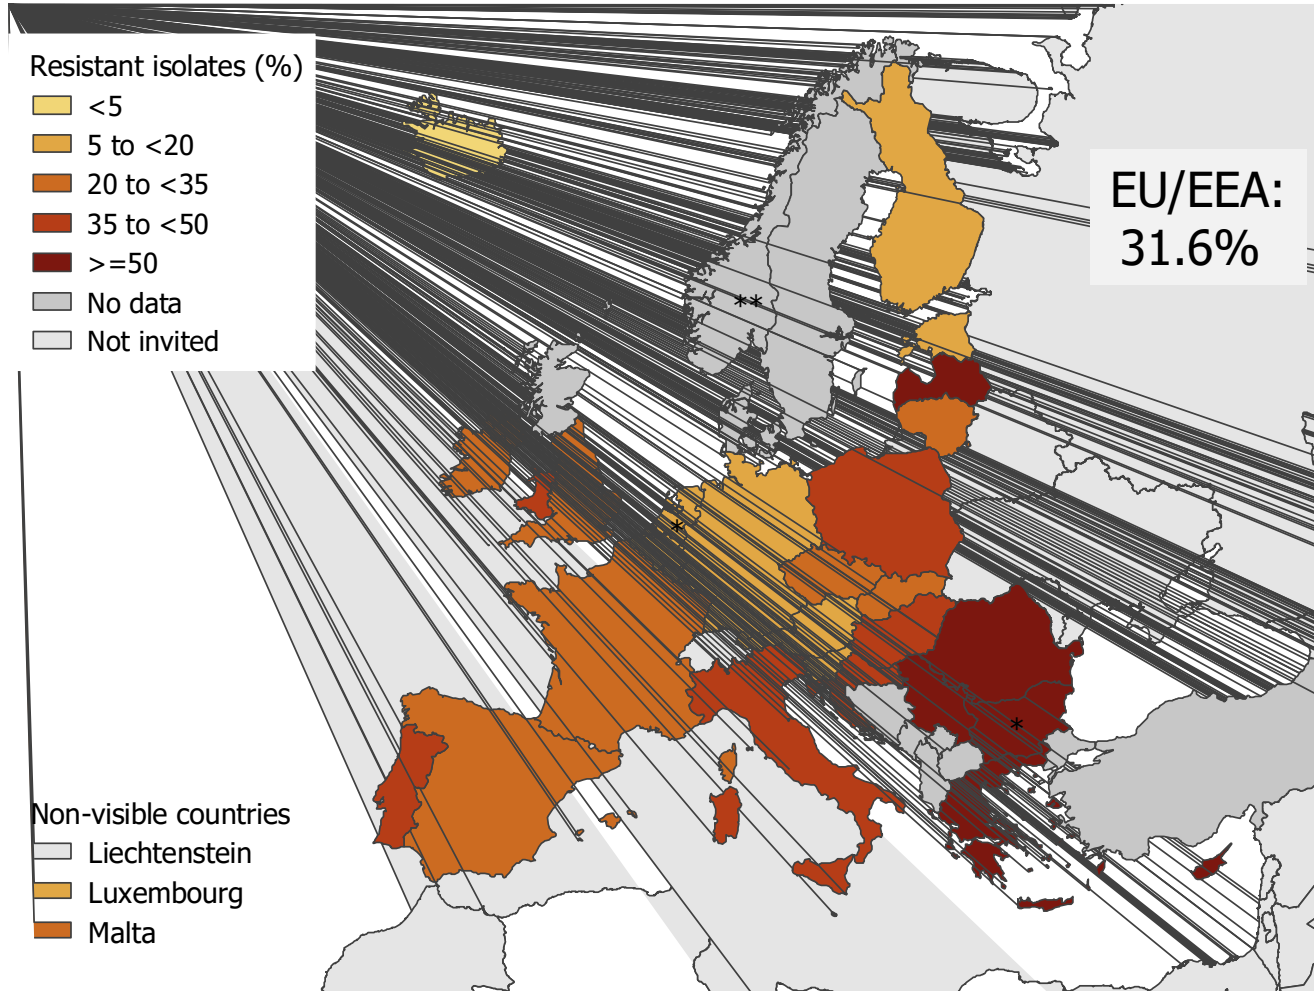 Resistant isolates (%)
<5
5 to <20
20 to <35
35 to <50
>=50
No data
Not invited
EU/EEA:
31.6%
**
*
*
Non-visible countries
Liechtenstein
Luxembourg
Malta